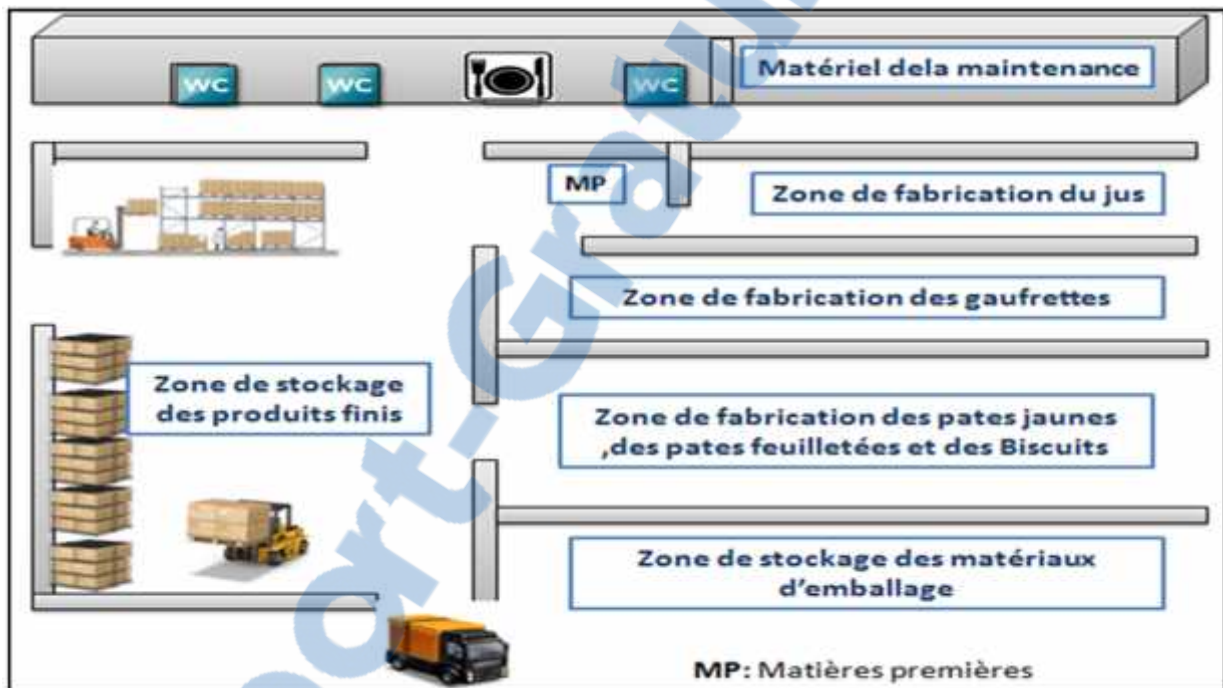 WC
WC
WC
Matériel dela maintenance
MP
Zone de fabrication du jus
Zone de fabrication des gaufrettes
Zone de stockage
des produits finis
Zone de fabrication des pates jaunes
,des pates feuilletées et des Biscuits
Zone de stockage des matériaux
d'emballage
MP: Matières premières